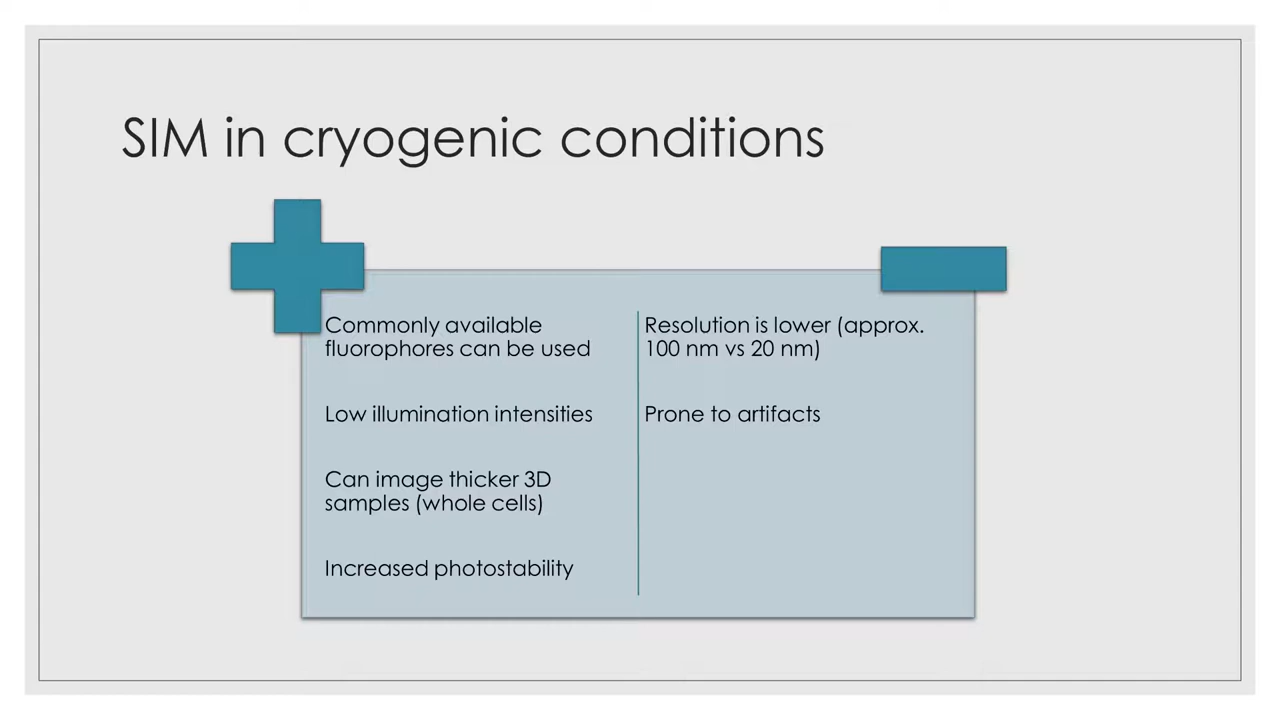 SIM in cryogenic conditions
Commonly available
fluorophores can be used
Low illumination intensities
Can image thicker 3D
samples (whole cells)
Increased photostability
Resolution is lower (approx.
100 nm vs 20 nm)
Prone to artifacts